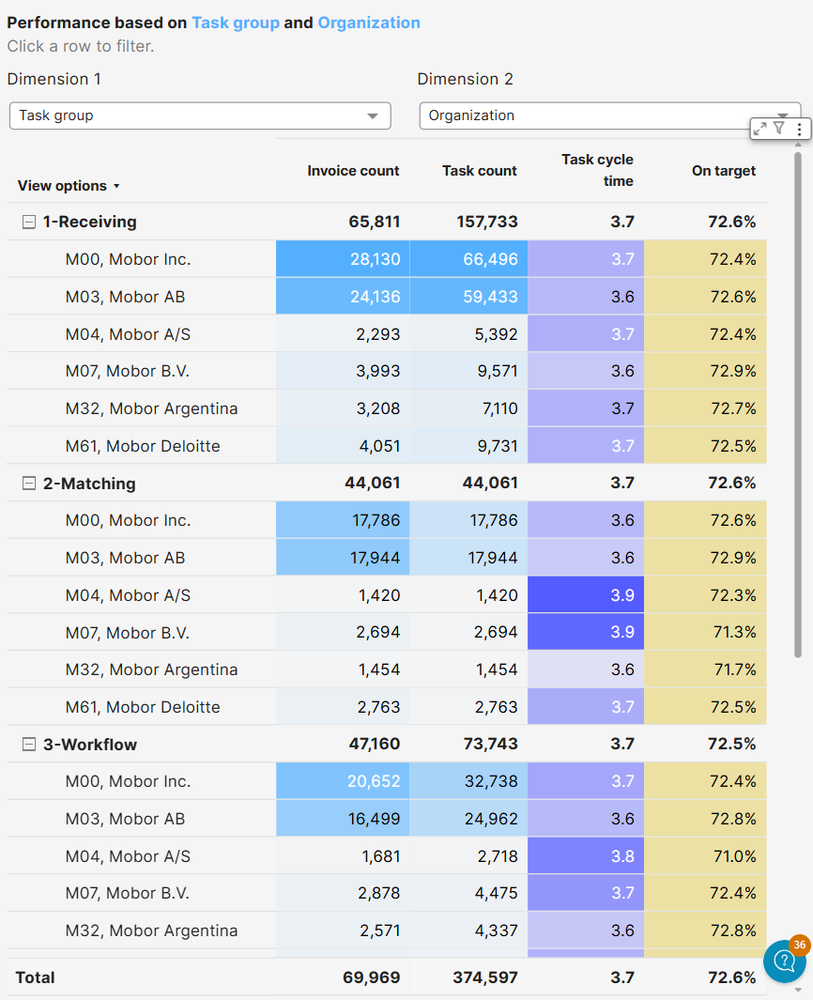 Performance based on Task group and Organization
Click a row to filter.
Dimension 1 Dimension 2
Task group Organization
View options Invoice count Task count Task cycle time On target
1-Receiving 65,811 157,733 3.7 72.6%
M00, Mobor Inc. 28,130 66,496 3.7 72.4%
M03, Mobor AB 24,136 59,433 3.6 72.6%
M04, Mobor A/S 2,293 5,392 3.7 72.4%
M07, Mobor B.V. 3,993 9,571 3.6 72.9%
M32, Mobor Argentina 3,208 7,110 3.7 72.7%
M61, Mobor Deloitte 4,051 9,731 3.7 72.5%
2-Matching 44,061 44,061 3.7 72.6%
M00, Mobor Inc. 17,786 17,786 3.6 72.6%
M03, Mobor AB 17,944 17,944 3.6 72.9%
M04, Mobor A/S 1,420 1,420 3.9 72.3%
M07, Mobor B.V. 2,694 2,694 3.9 71.3%
M32, Mobor Argentina 1,454 1,454 3.6 71.7%
M61, Mobor Deloitte 2,763 2,763 3.7 72.5%
3-Workflow 47,160 73,743 3.7 72.5%
M00, Mobor Inc. 20,652 32,738 3.7 72.4%
M03, Mobor AB 16,499 24,962 3.6 72.8%
M04, Mobor A/S 1,681 2,718 3.8 71.0%
M07, Mobor B.V. 2,878 4,475 3.7 72.4%
M32, Mobor Argentina 2,571 4,337 3.6 72.8%
36
Total 69,969 374,597 3.7 72.6%